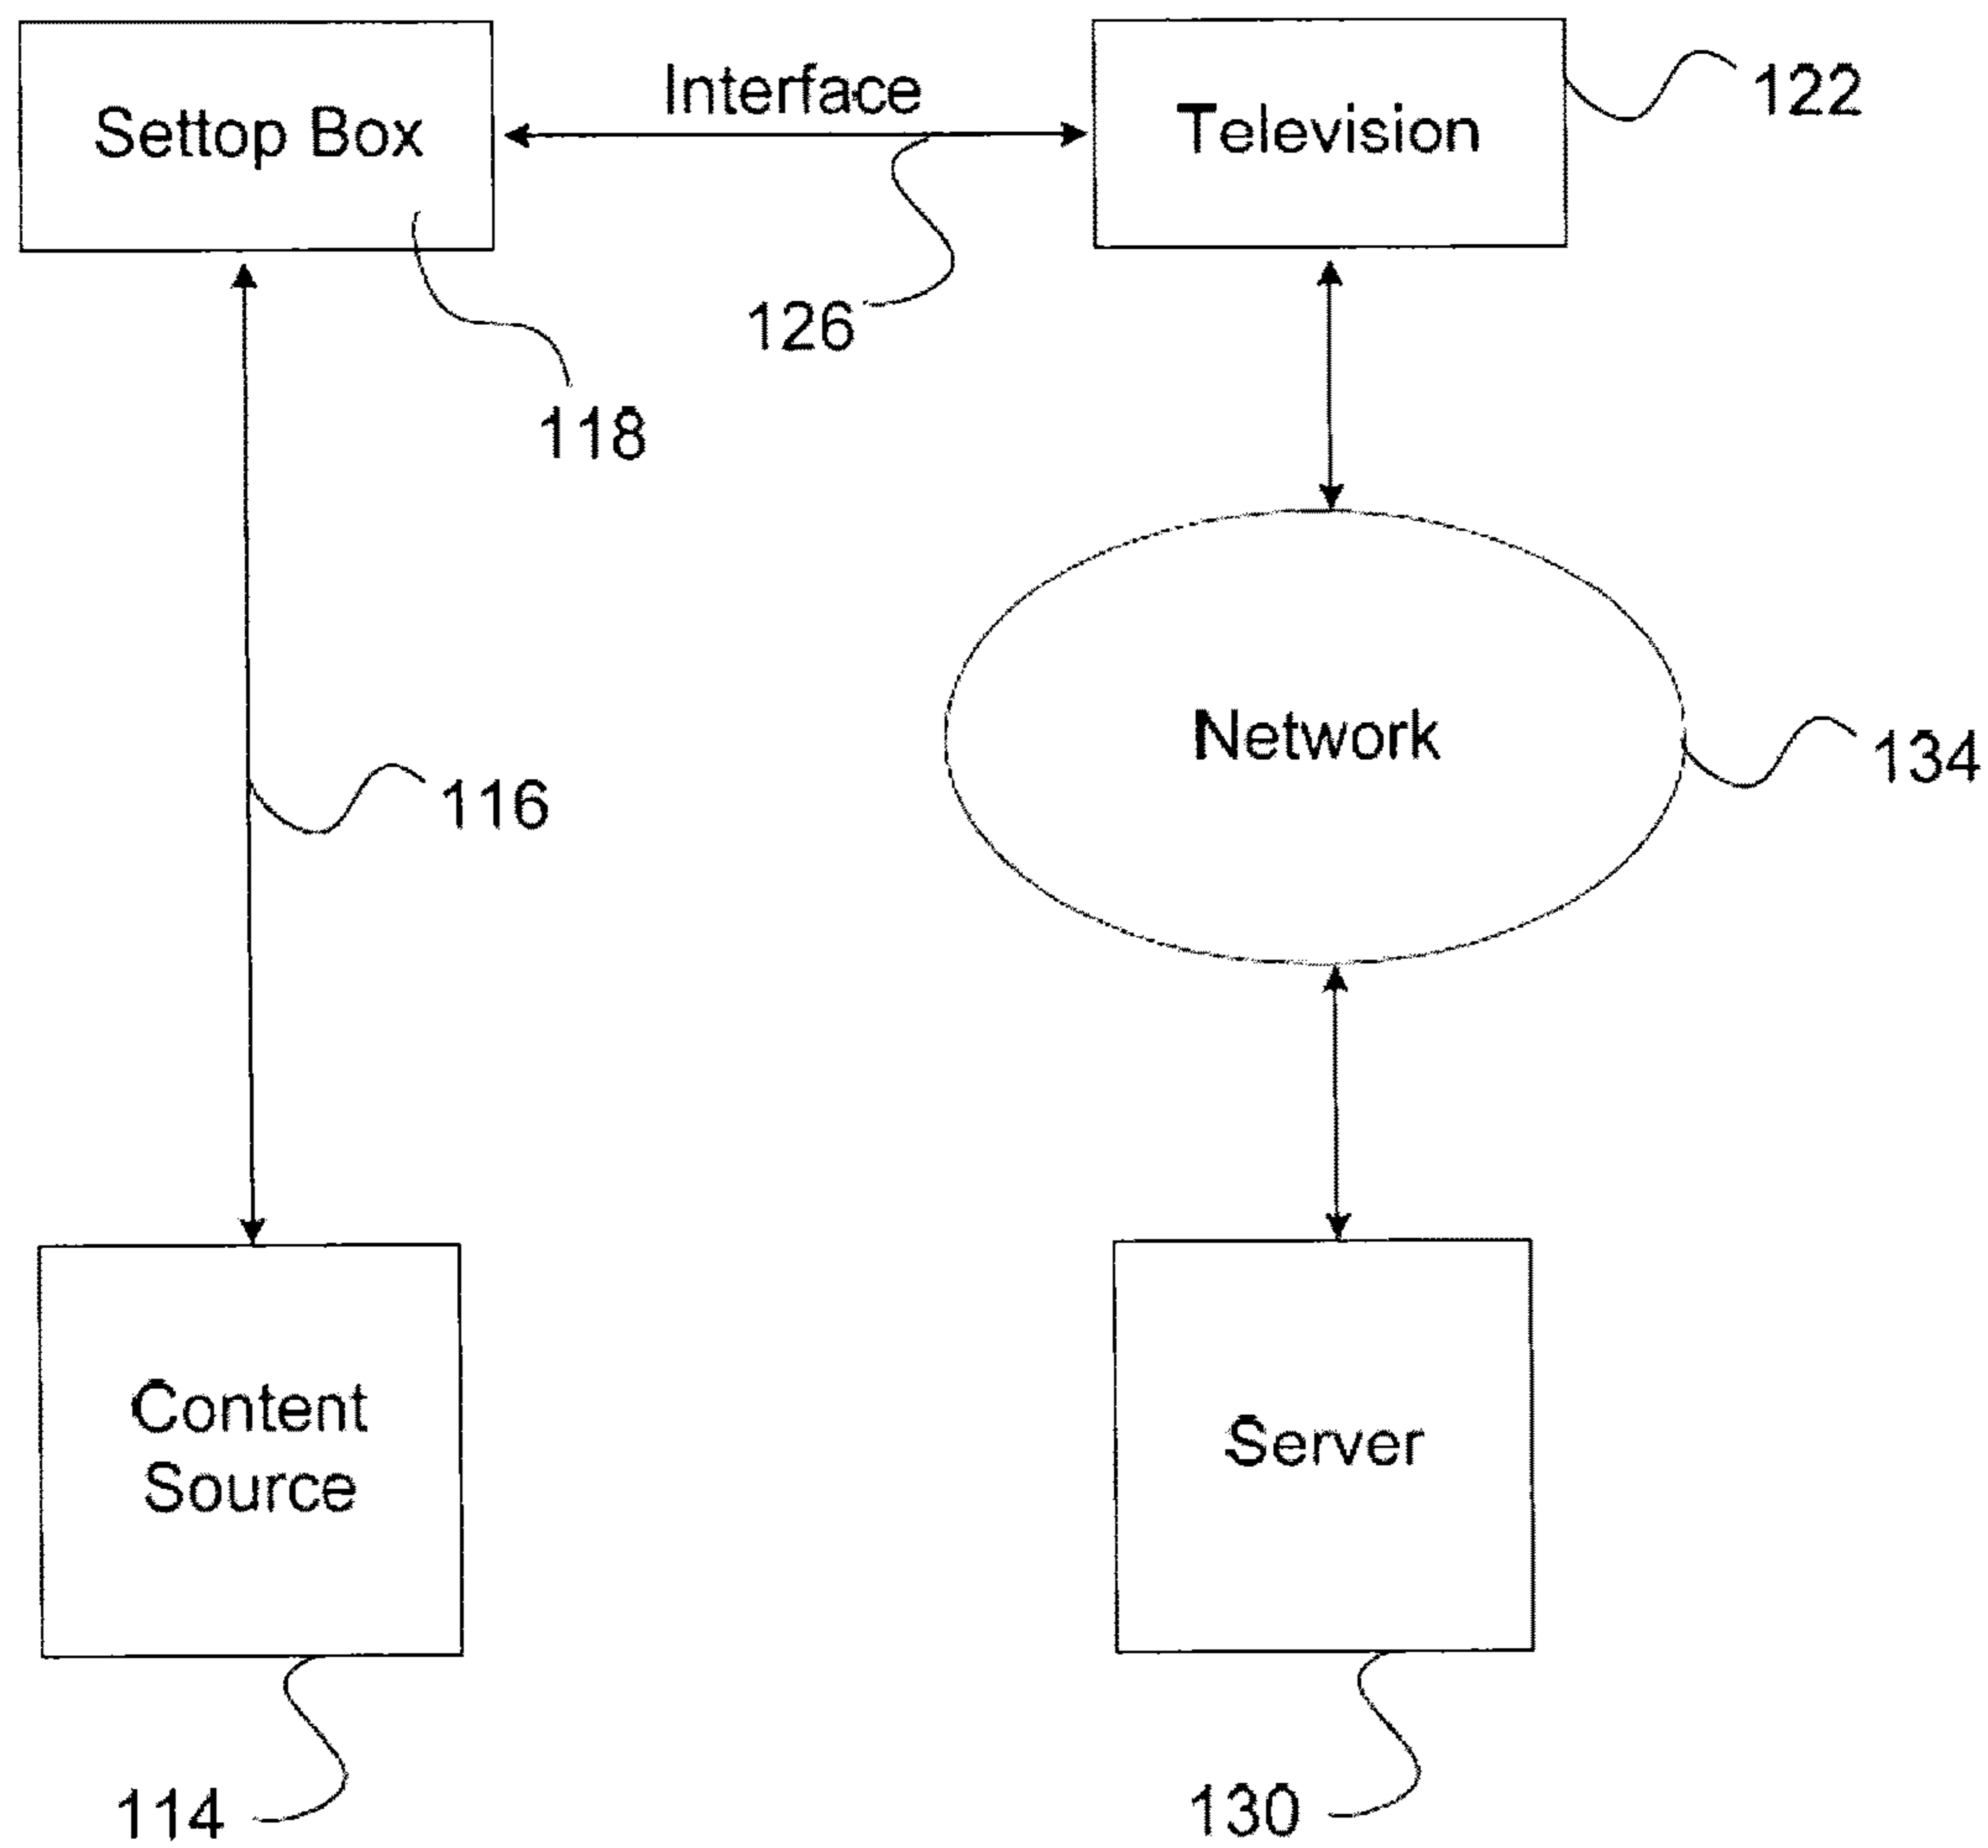 Settop Box
Interface
Television
122
126
118
Network
134
116
Content
Source
Server
114
130